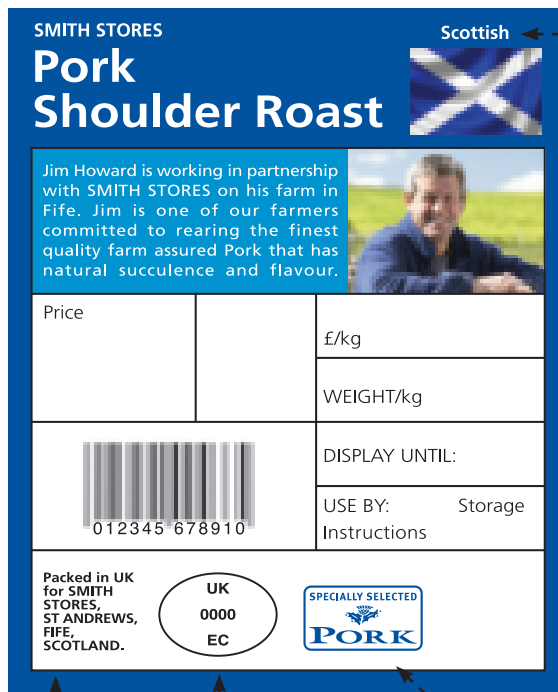 SMITH STORES
Scottish
Pork
Shoulder Roast
Jim Howard is working in partnership
with SMITH STORES on his farm in
Fife. Jim is one of our farmers
committed to rearing the finest
quality farm assured Pork that has
natural succulence and flavour.
Price
£/kg
WEIGHT/kg
DISPLAY UNTIL:
USE BY: Storage
Instructions
012345 678910
Packed in UK
for SMITH
STORES,
ST ANDREWS,
FIFE,
SCOTLAND.
UK
0000
EC
SPECIALLY SELECTED
PORK